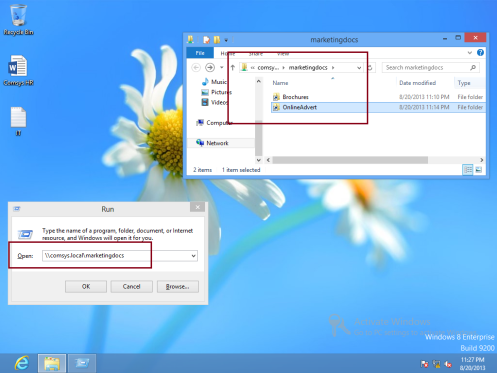 Recycle Bin
Comsys HR
IT
marketingdocs
File
Home
Share
View
« comsy... ▸ marketingdocs ▸
Search marketingdocs
Name
Date modified
Type
Music
Pictures
Videos
Computer
Network
Brochures
8/20/2013 11:10 PM
File folder
OnlineAdvert
8/20/2013 11:14 PM
File folder
2 items
1 item selected
Run
Type the name of a program, folder, document, or Internet
resource, and Windows will open it for you.
Open:
\\comsys.local\marketingdocs
OK
Cancel
Browse...
Windows 8 Enterprise
Build 9200
11:27 PM
8/20/2013